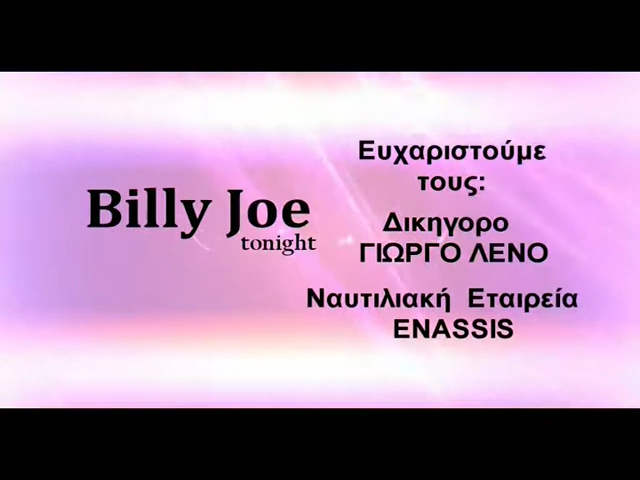 Billy Joe
tonight
Ευχαριστούμε
τους:
Δικηγορο
ΓΙΩΡΓΟ ΛΕΝΟ
Ναυτιλιακή Εταιρεία
ENASSIS